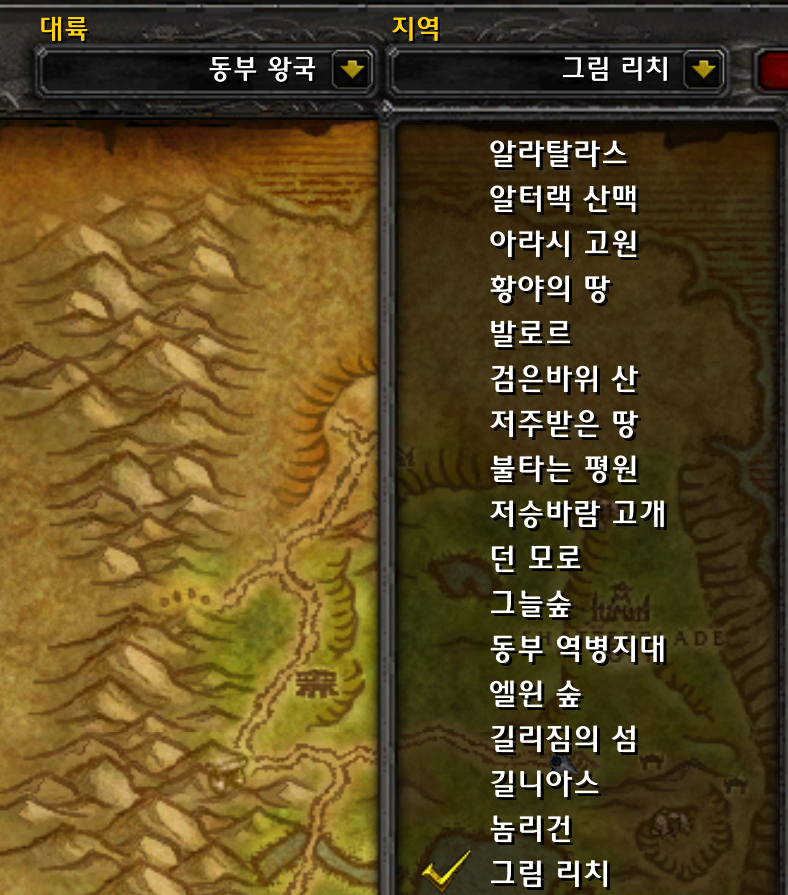 대륙 지역
동부 왕국 그림 리치
알라탈라스
알터랙 산맥
아라시 고원
황야의 땅
발로르
검은바위 산
저주받은 땅
불타는 평원
저승바람 고개
던 모로
그늘숲
동부 역병지대
엘윈 숲
길리짐의 섬
길니아스
놈리건
그림 리치